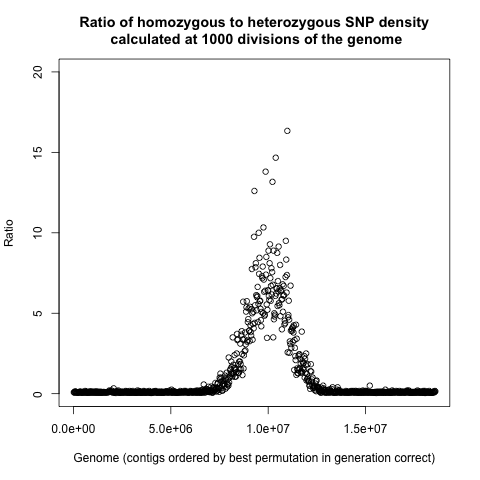 Ratio of homozygous to heterozygous SNP density
calculated at 1000 divisions of the genome
Ratio
20
15
10
5
0
0.0e+00 5.0e+06 1.0e+07 1.5e+07
Genome (contigs ordered by best permutation in generation correct)